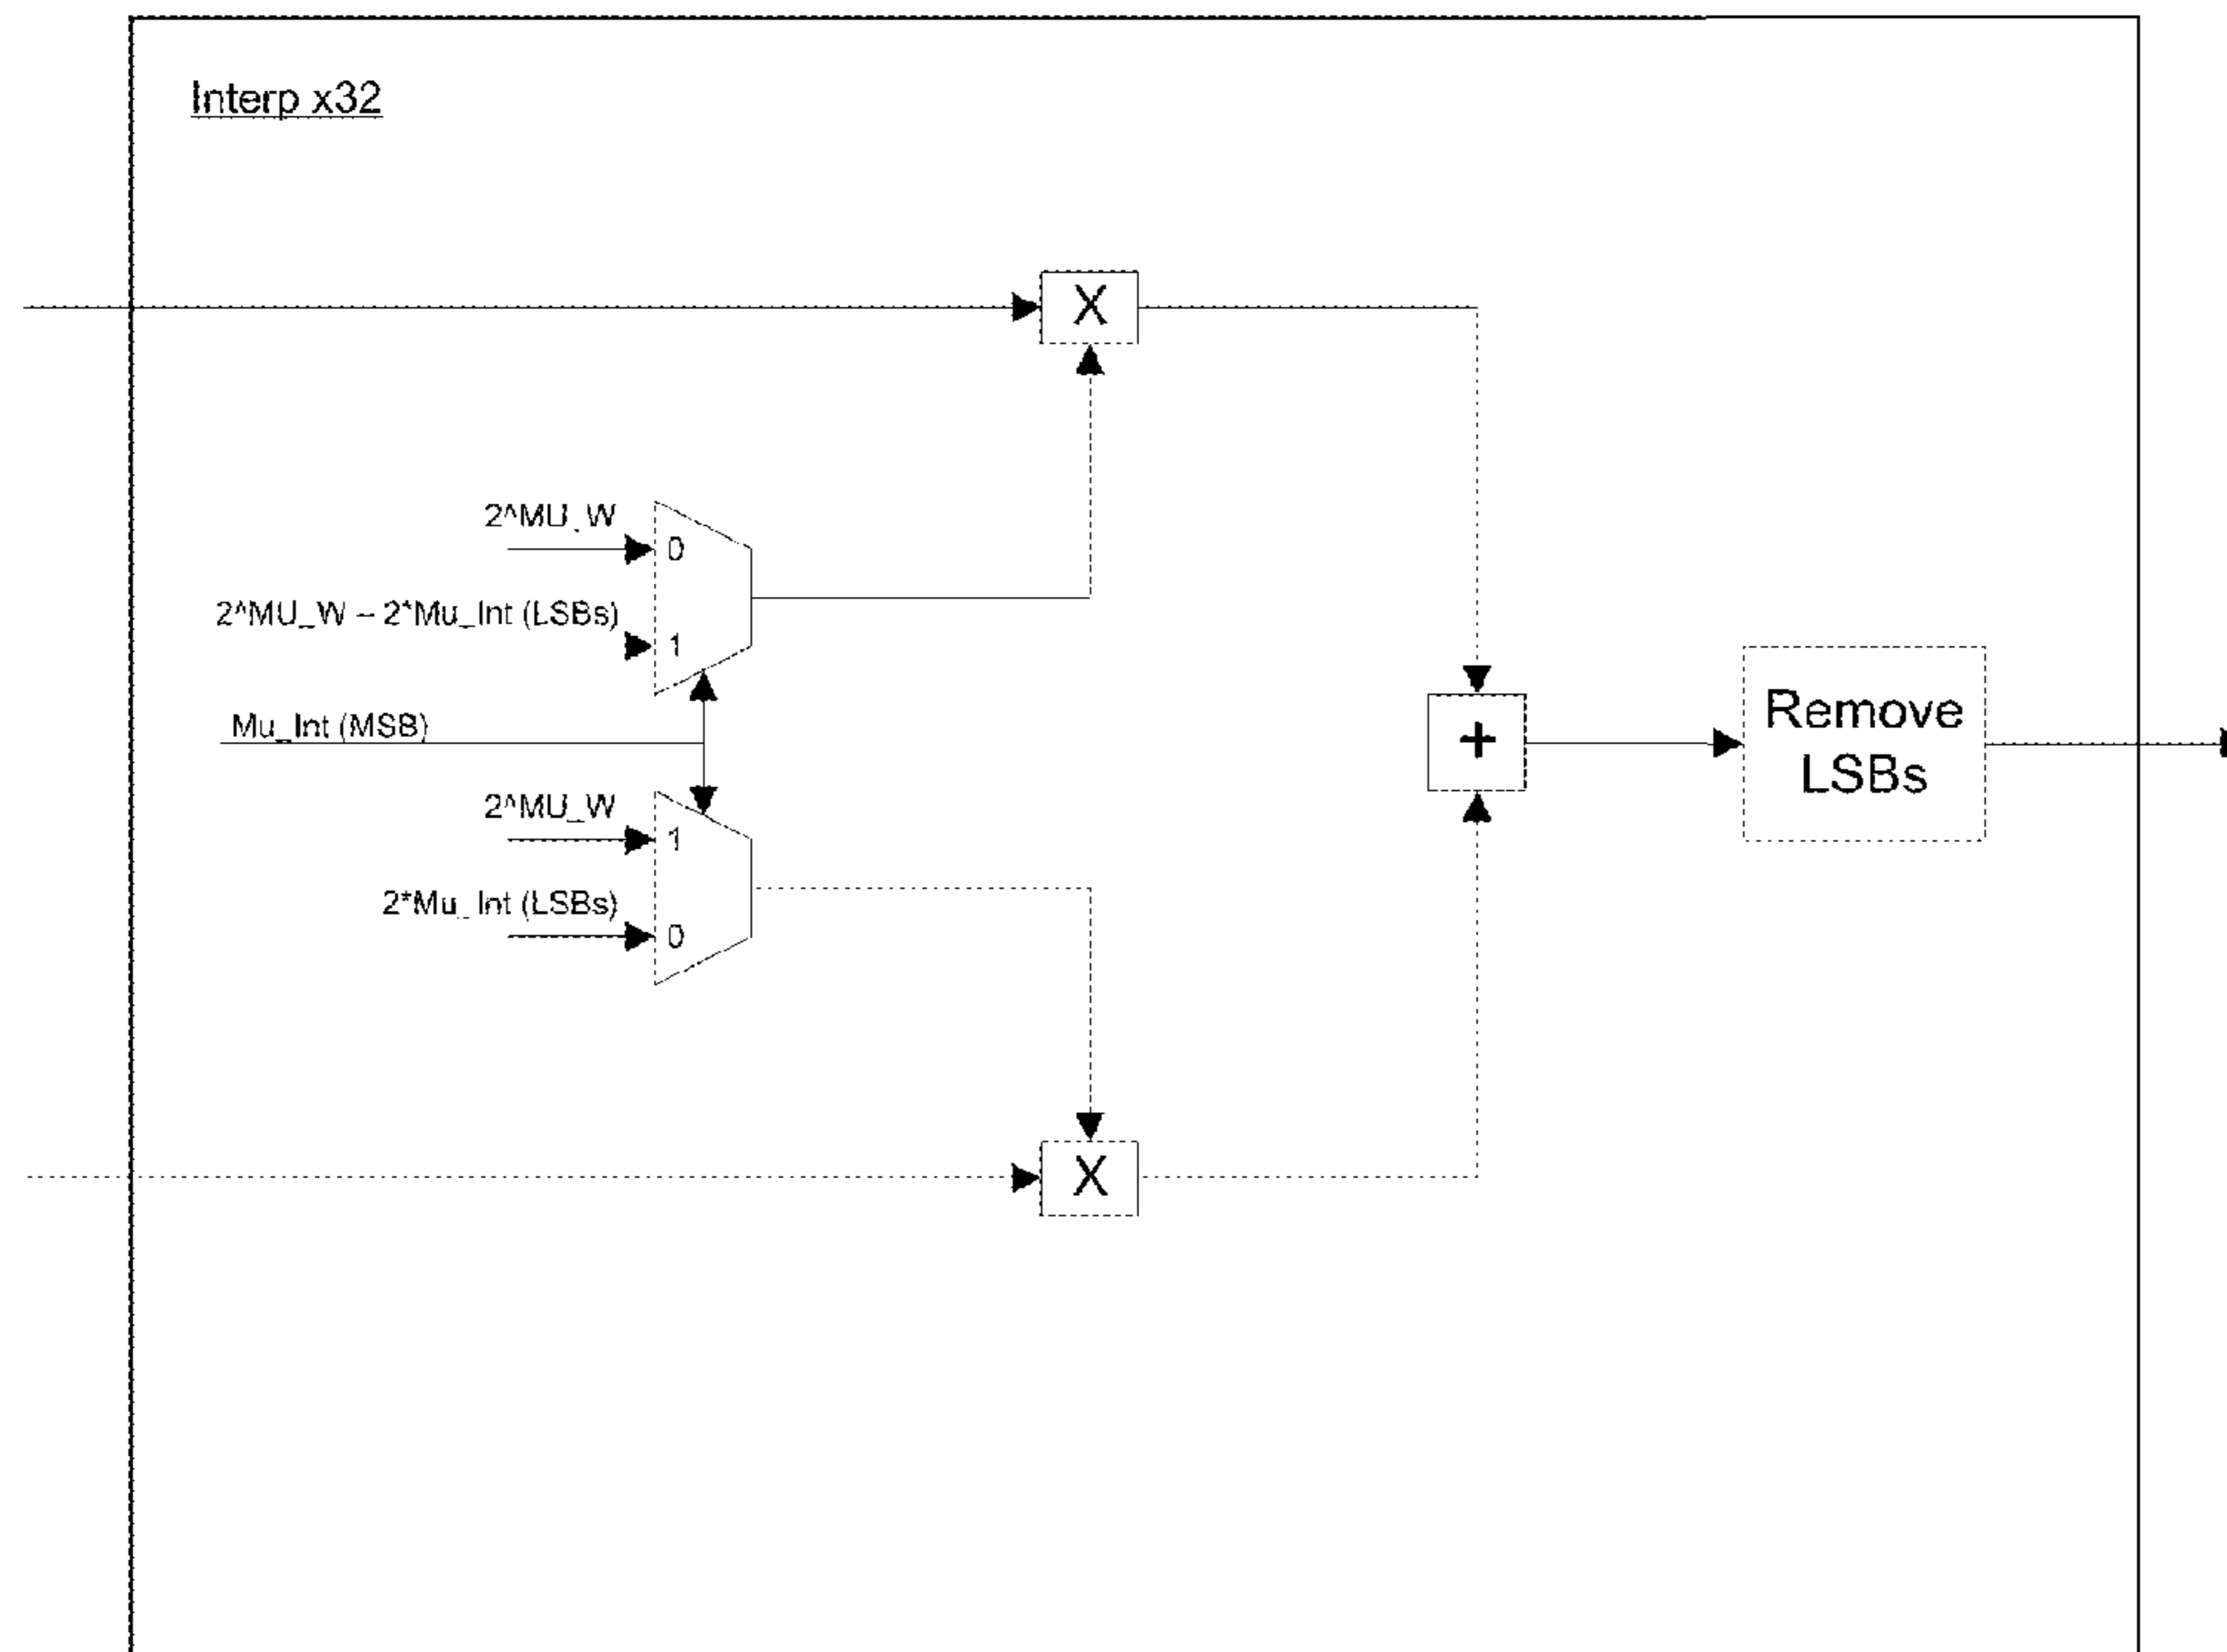 Interp x32
X
2^MU_W
0
2^MU_W – 2*Mu_Int (LSBs)
1
Mu_Int (MSB)
+
Remove
LSBs
2^MU_W
1
2*Mu_Int (LSBs)
0
X